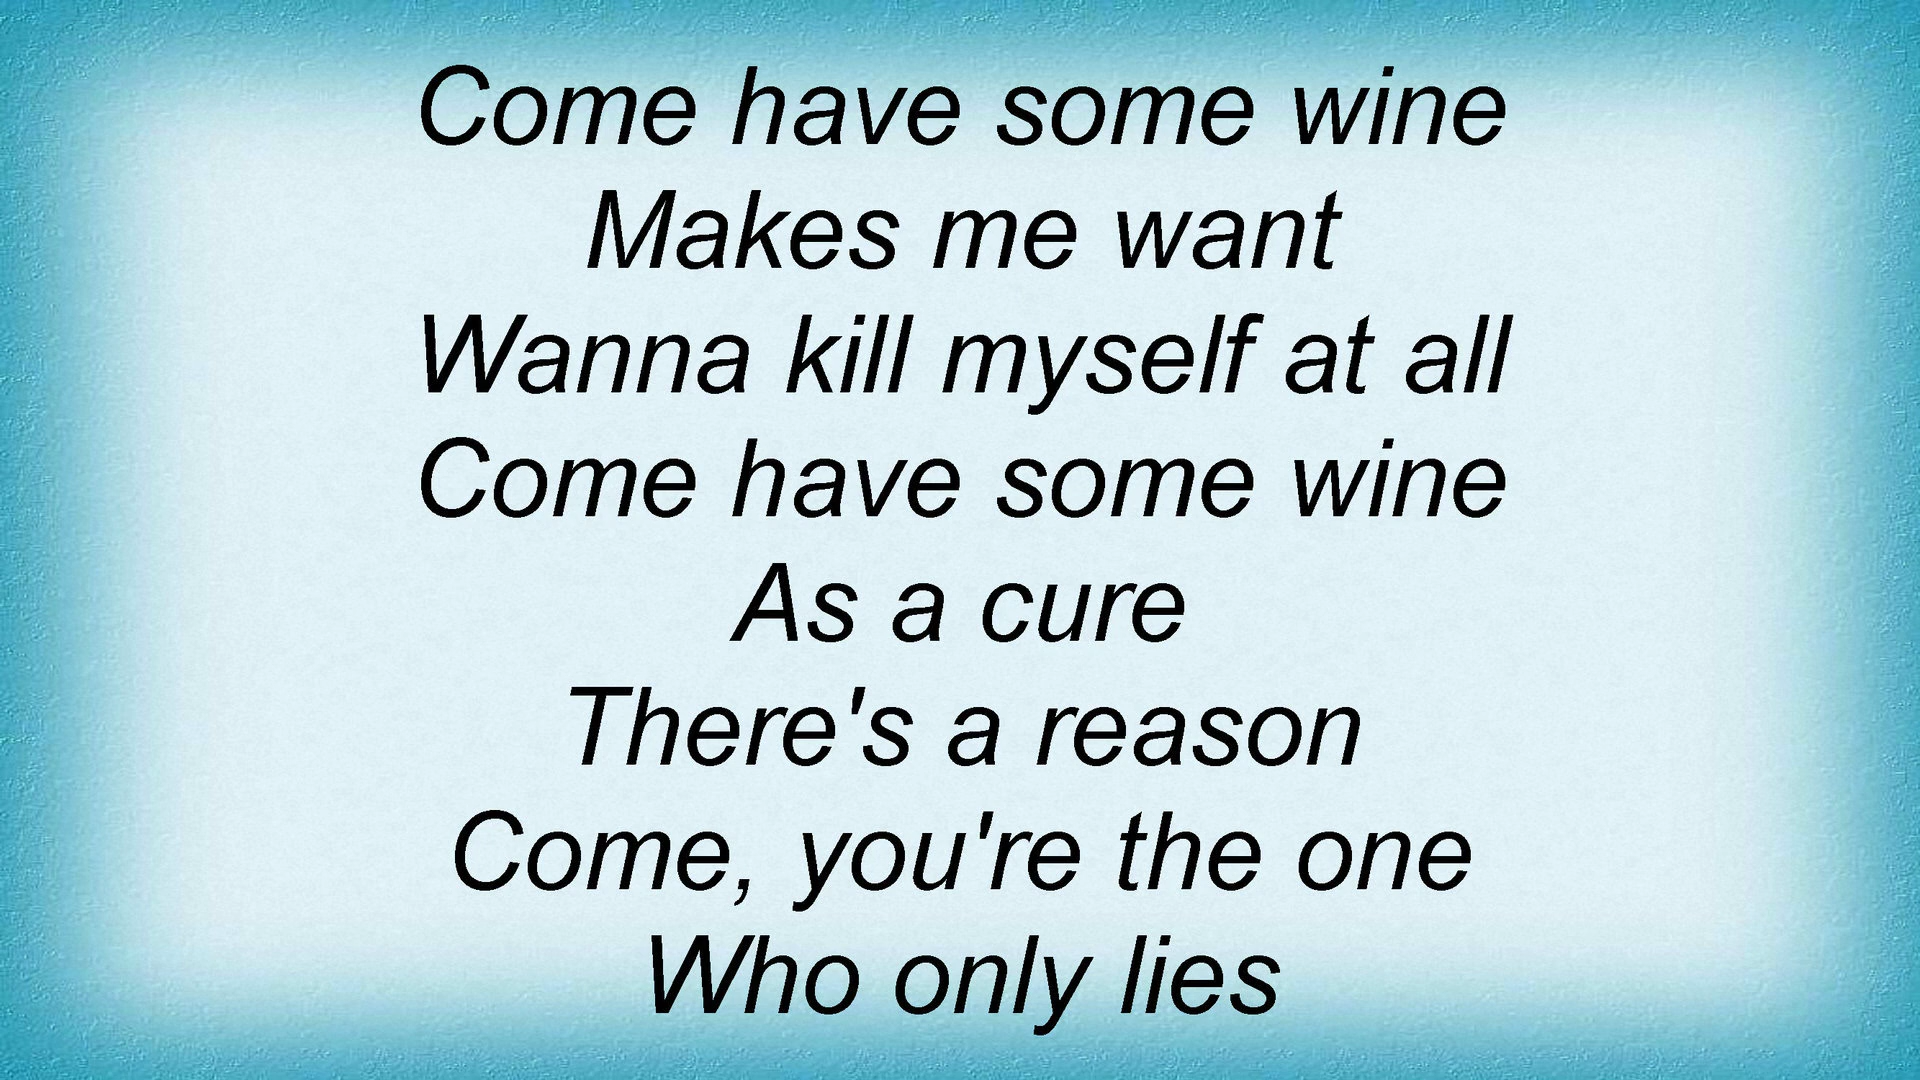 Come have some wine
Makes me want
Wanna kill myself at all
Come have some wine
As a cure
There's a reason
Come, you're the one
Who only lies